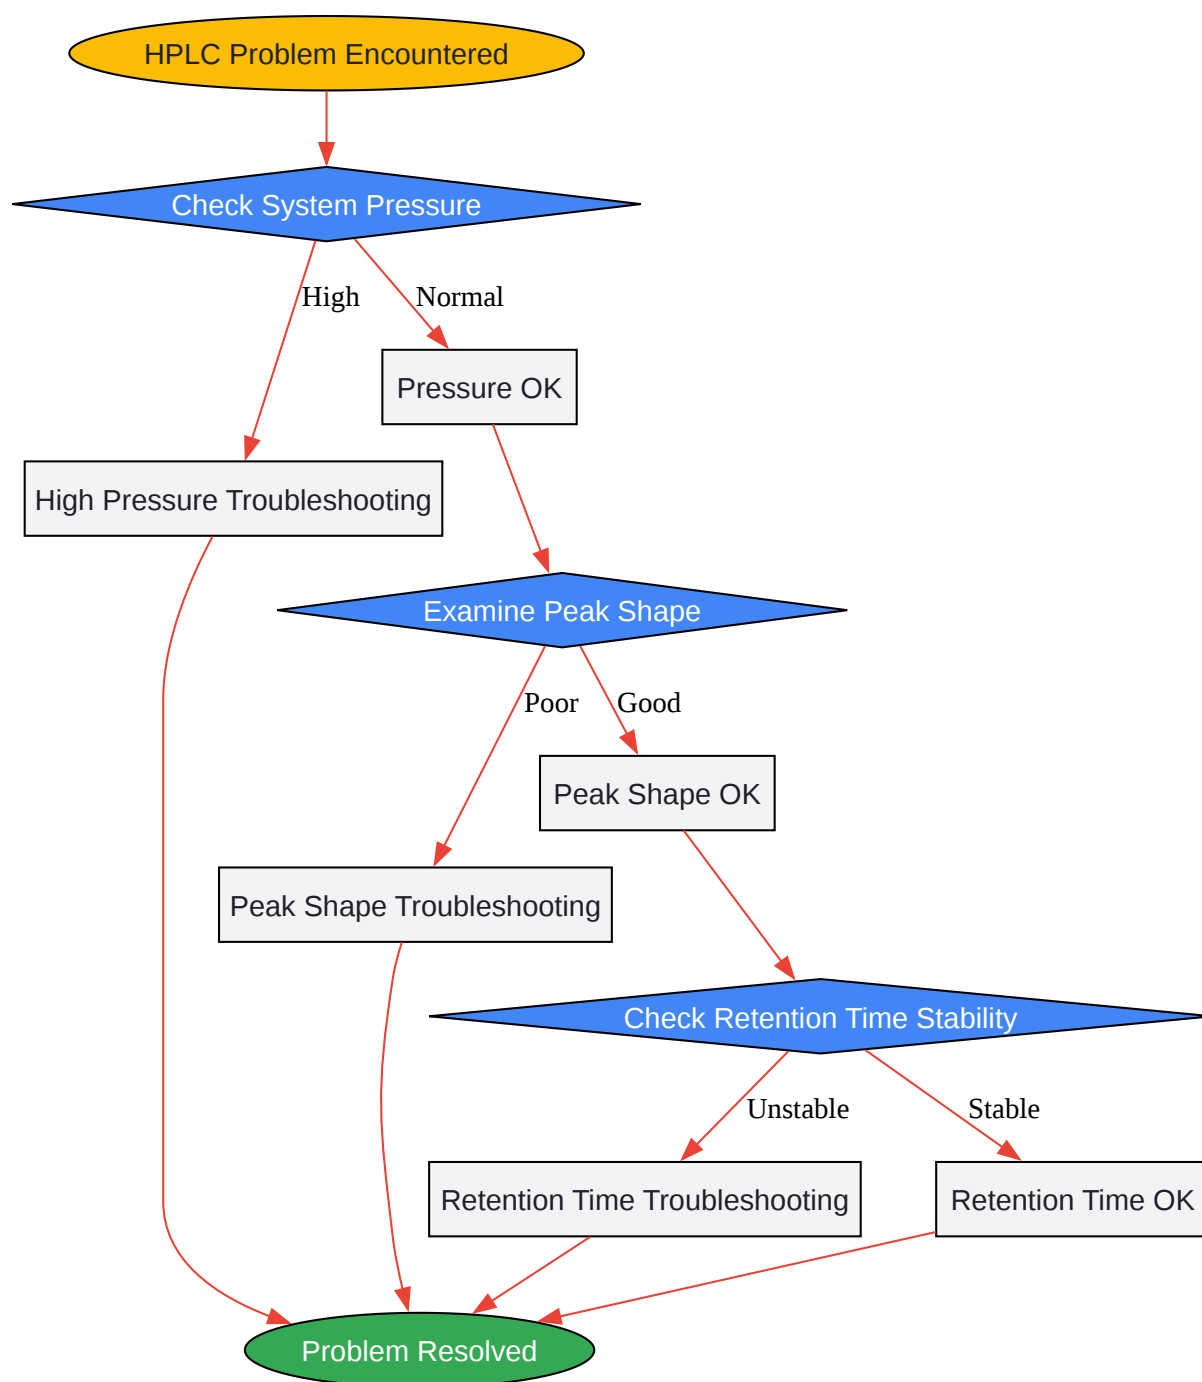 HPLC Problem Encountered
Check System Pressure
High
Normal
Pressure OK
High Pressure Troubleshooting
Examine Peak Shape
Poor
Good
Peak Shape OK
Peak Shape Troubleshooting
Check Retention Time Stability
Unstable
Stable
Retention Time Troubleshooting
Retention Time OK
Problem Resolved